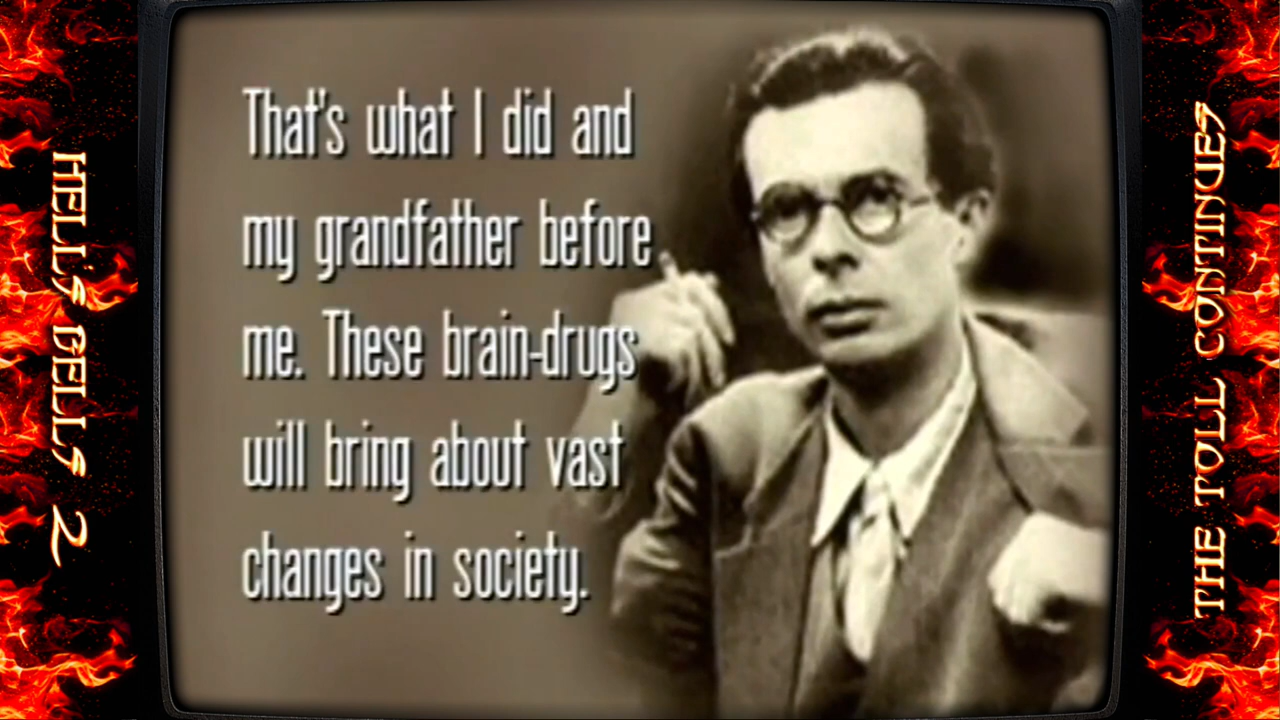 HELL'S BELLS 2
That's what I did and
my grandfather before
me. These brain-drugs
will bring about vast
changes in society.
THE TOLL CONTINUES